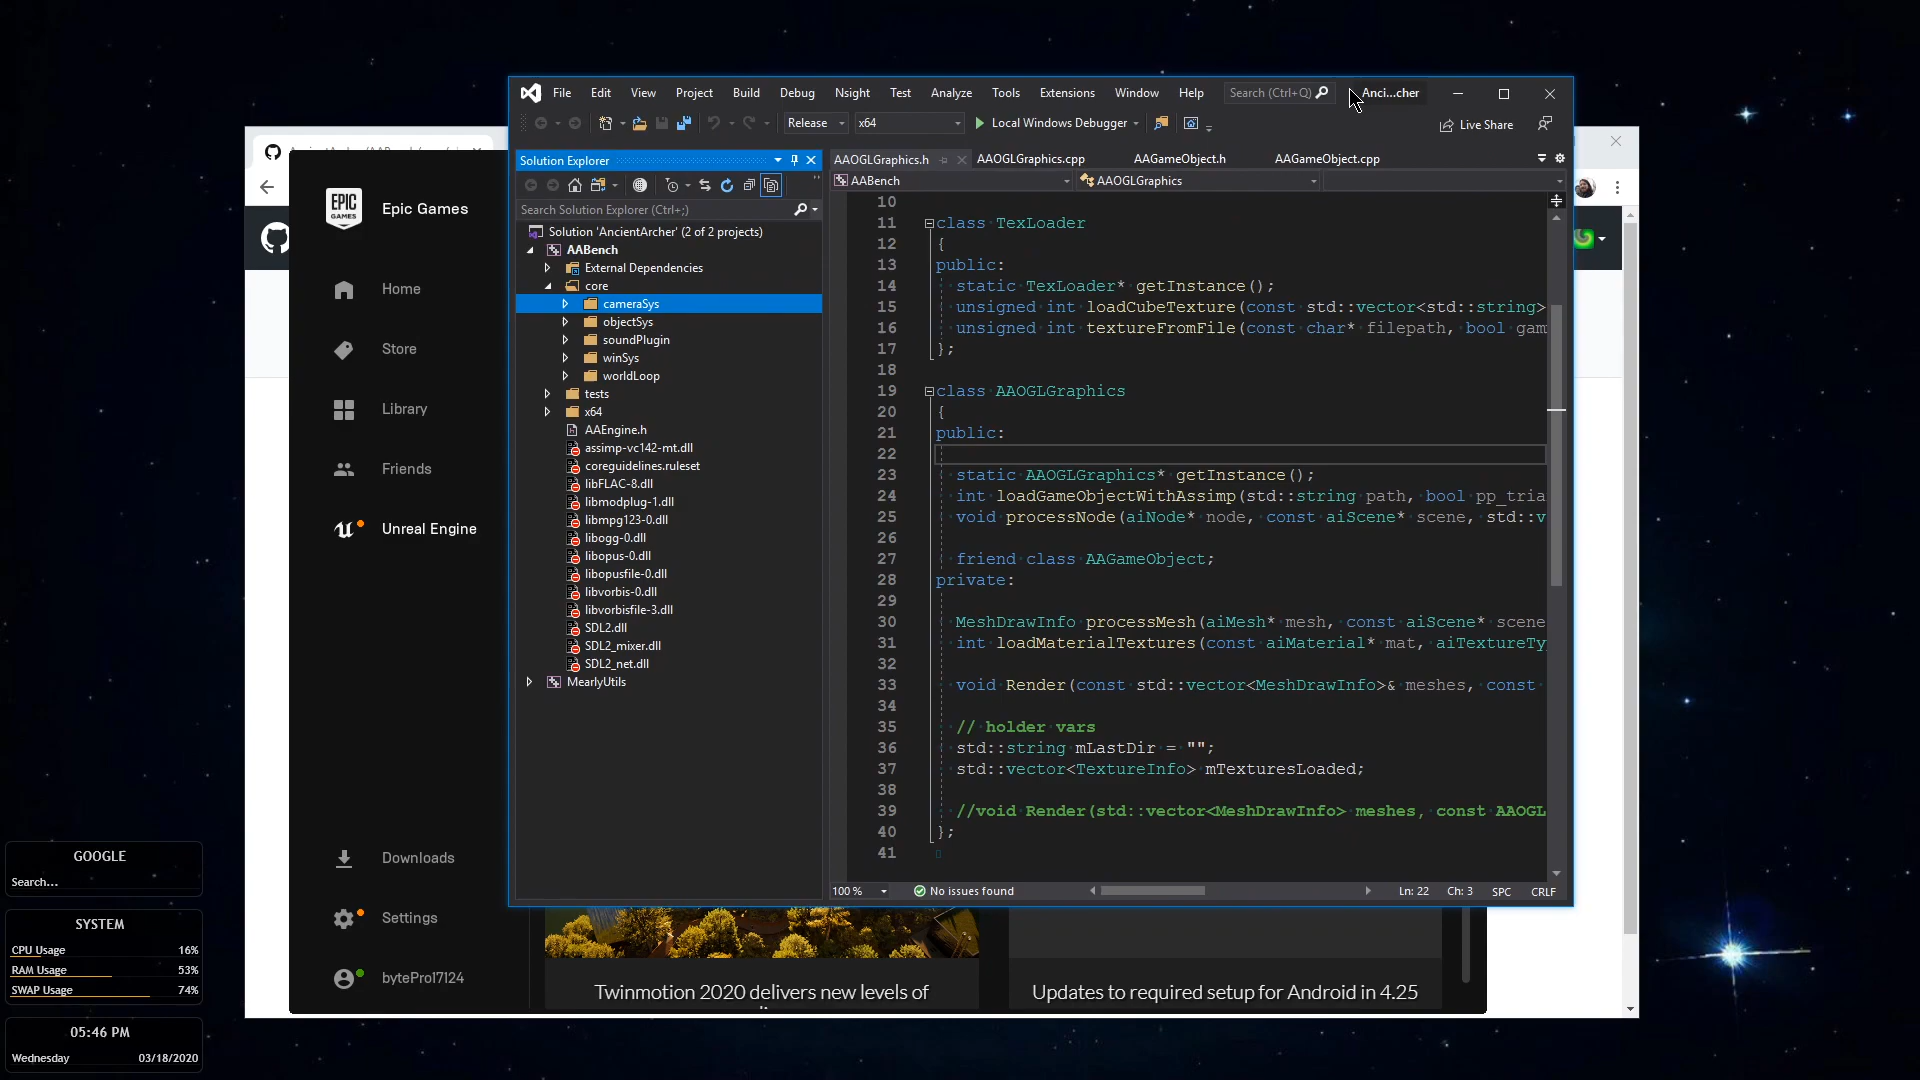 File Edit View Project Build Debug Nsight Test Analyze Tools Extensions Window Help Search (Ctrl+Q) Anci...cher
Release x64 Local Windows Debugger Live Share
Solution Explorer
Search Solution Explorer (Ctrl+;)
Solution 'AncientArcher' (2 of 2 projects)
AABench
External Dependencies
core
cameraSys
objectSys
soundPlugin
winSys
worldLoop
tests
x64
AAEngine.h
assimp-vc142-mt.dll
coreguidelines.ruleset
libFLAC-8.dll
libmodplug-1.dll
libmpg123-0.dll
libogg-0.dll
libopus-0.dll
libopusfile-0.dll
libvorbis-0.dll
libvorbisfile-3.dll
SDL2.dll
SDL2_mixer.dll
SDL2_net.dll
MearlyUtils
AAOGLGraphics.h AAOGLGraphics.cpp AAGameObject.h AAGameObject.cpp
AABench AAOGLGraphics
10
11 class TexLoader
12 {
13 public:
14 static TexLoader* getInstance();
15 unsigned int loadCubeTexture(const std::vector<std::string>
16 unsigned int textureFromFile(const char* filepath, bool gam
17 };
18
19 class AAOGLGraphics
20 {
21 public:
22
23 static AAOGLGraphics* getInstance();
24 int loadGameObjectWithAssimp(std::string path, bool pp_tria
25 void processNode(aiNode* node, const aiScene* scene, std::v
26
27 friend class AAGameObject;
28 private:
29
30 MeshDrawInfo processMesh(aiMesh* mesh, const aiScene* scene
31 int loadMaterialTextures(const aiMaterial* mat, aiTextureTy
32
33 void Render(const std::vector<MeshDrawInfo>& meshes, const
34
35 // holder vars
36 std::string mLastDir = "";
37 std::vector<TextureInfo> mTexturesLoaded;
38
39 //void Render(std::vector<MeshDrawInfo> meshes, const AAOGL
40 };
41
100 % No issues found Ln: 22 Ch: 3 SPC CRLF
EPIC
GAMES
Epic Games
Home
Store
Library
Friends
Unreal Engine
Downloads
Settings
bytePro17124
Twinmotion 2020 delivers new levels of
Updates to required setup for Android in 4.25
GOOGLE
Search...
SYSTEM
CPU Usage 16%
RAM Usage 53%
SWAP Usage 74%
05:46 PM
Wednesday 03/18/2020